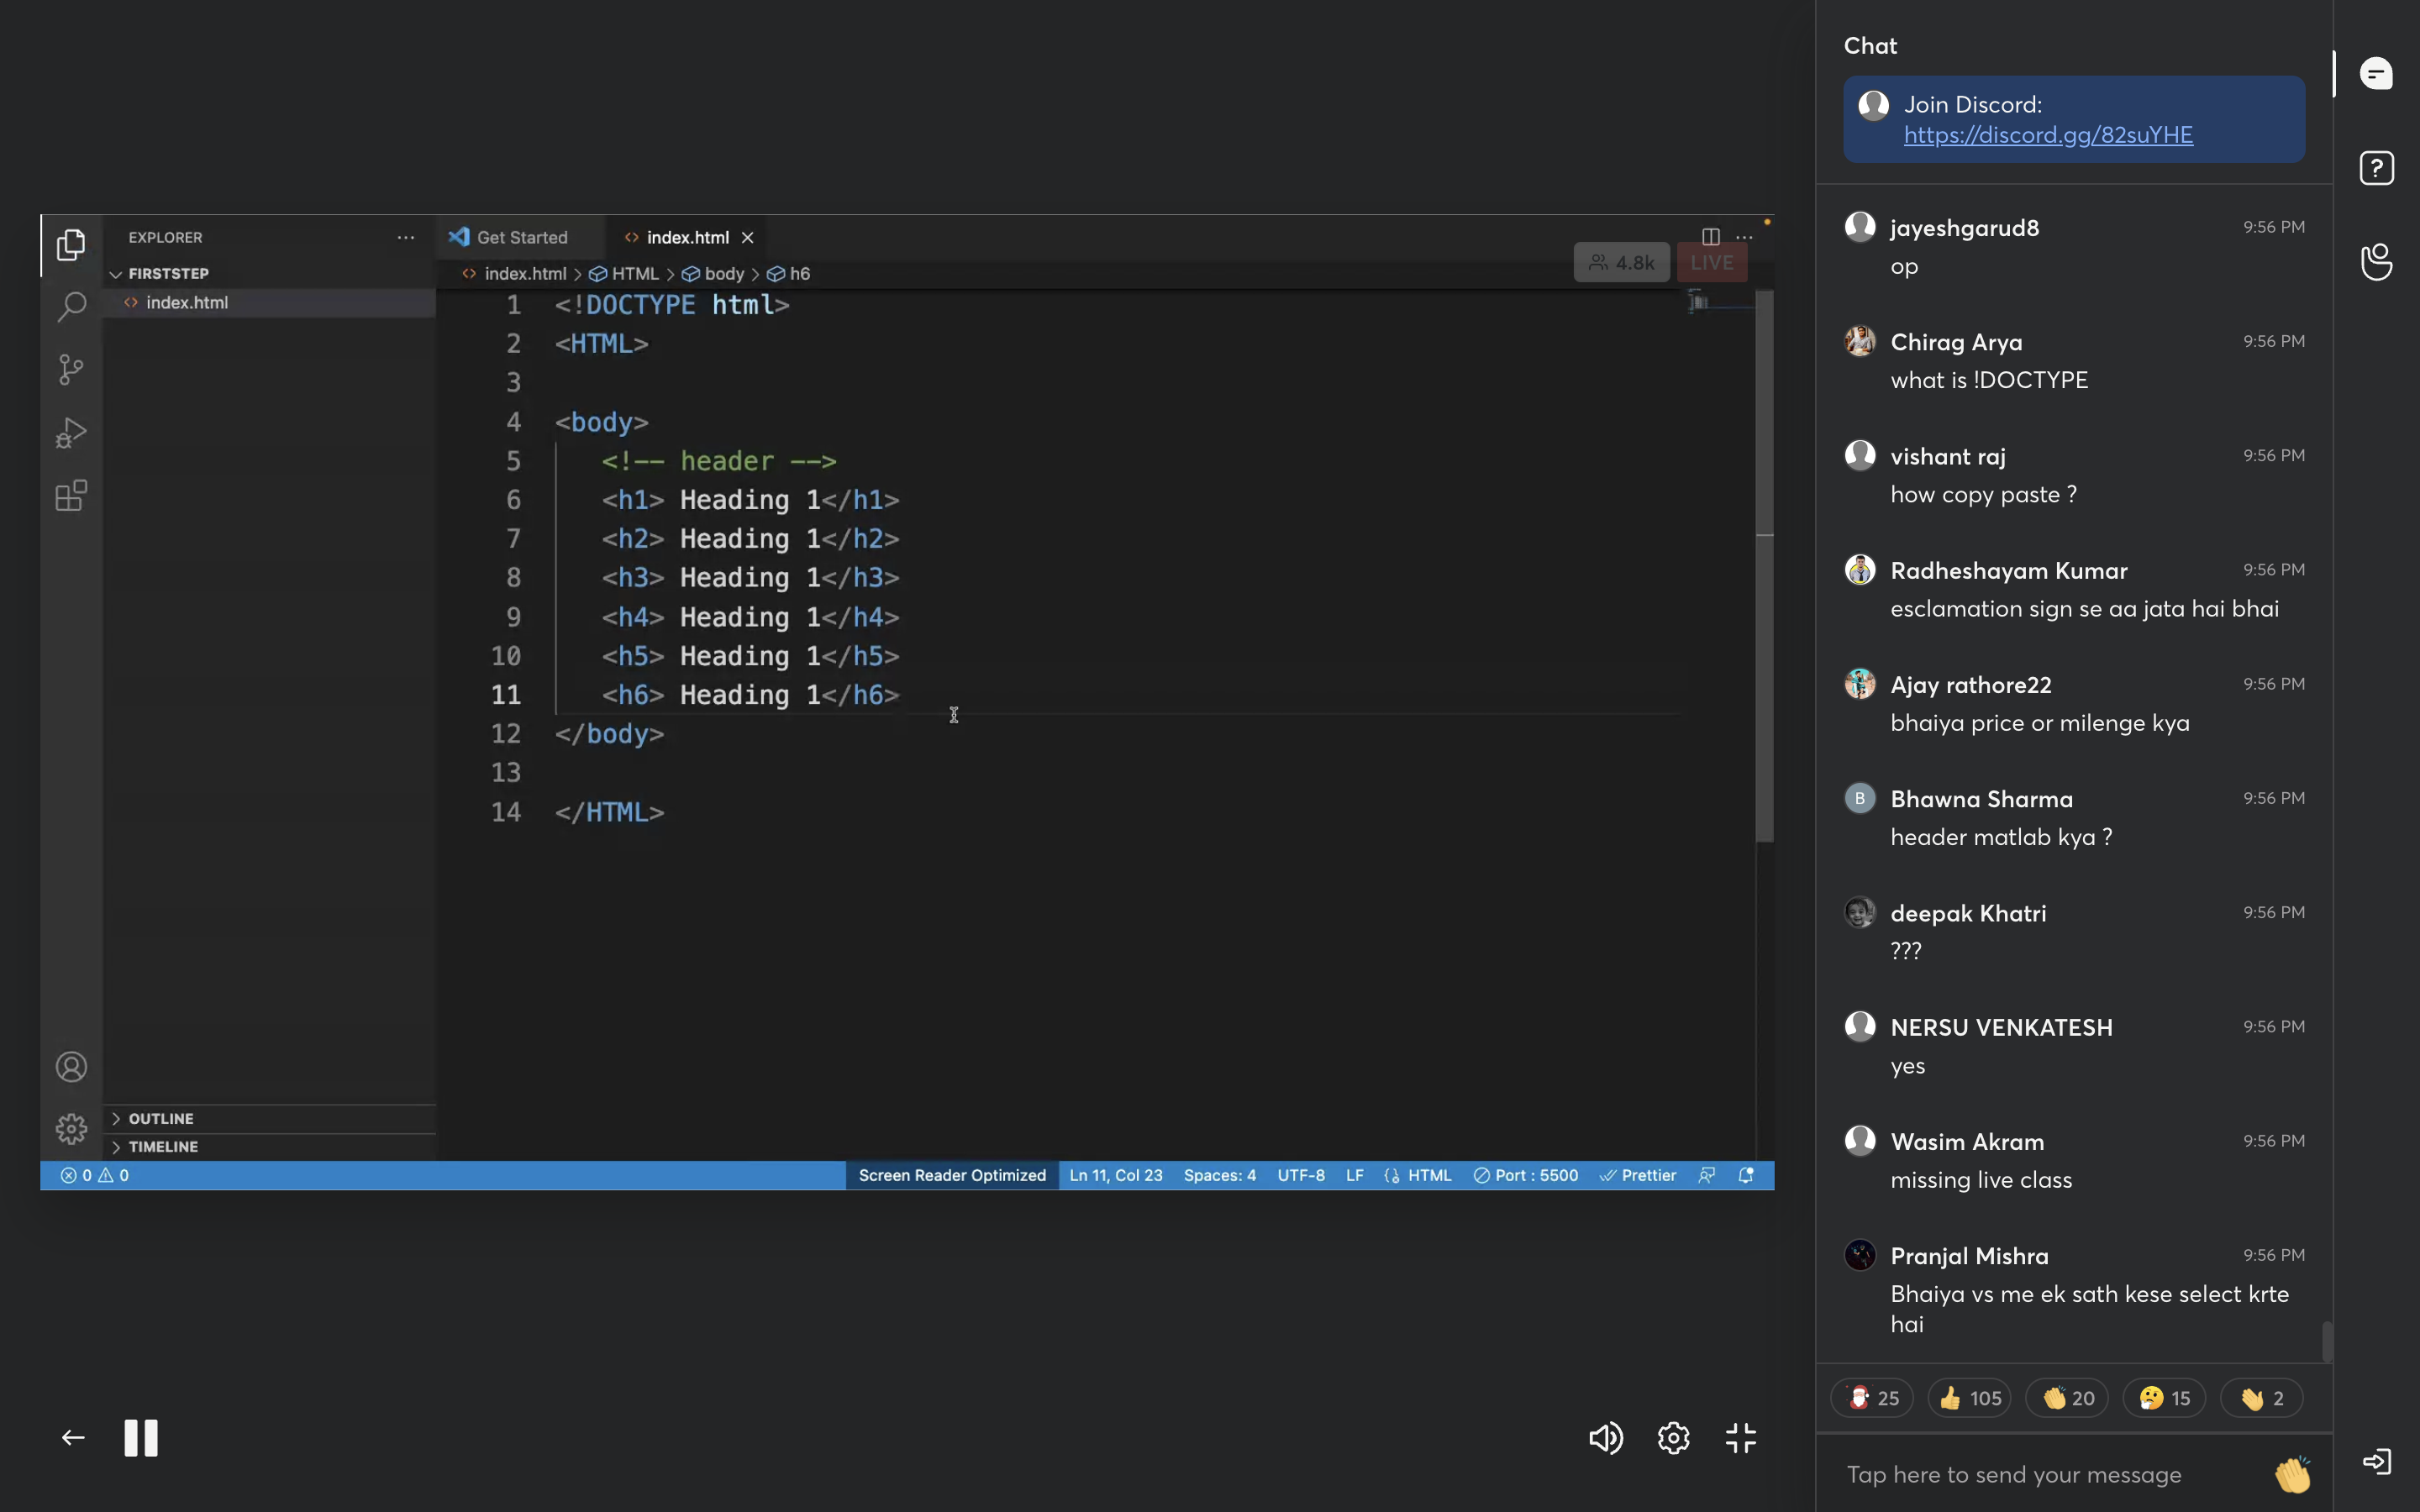 EXPLORER
FIRSTSTEP
index.html
OUTLINE
TIMELINE
Get Started
index.html
index.html > HTML > body > h6
4.8k
LIVE
1 <!DOCTYPE html>
2 <HTML>
3
4 <body>
5 <!-- header -->
6 <h1> Heading 1</h1>
7 <h2> Heading 1</h2>
8 <h3> Heading 1</h3>
9 <h4> Heading 1</h4>
10 <h5> Heading 1</h5>
11 <h6> Heading 1</h6>
12 </body>
13
14 </HTML>
0 0
Screen Reader Optimized
Ln 11, Col 23
Spaces: 4
UTF-8
LF
HTML
Port : 5500
Prettier
Chat
Join Discord:
https://discord.gg/82suYHE
jayeshgarud8 9:56 PM
op
Chirag Arya 9:56 PM
what is !DOCTYPE
vishant raj 9:56 PM
how copy paste ?
Radheshayam Kumar 9:56 PM
esclamation sign se aa jata hai bhai
Ajay rathore22 9:56 PM
bhaiya price or milenge kya
B Bhawna Sharma 9:56 PM
header matlab kya ?
deepak Khatri 9:56 PM
???
NERSU VENKATESH 9:56 PM
yes
Wasim Akram 9:56 PM
missing live class
Pranjal Mishra 9:56 PM
Bhaiya vs me ek sath kese select krte
hai
25 105 20 15 2
Tap here to send your message